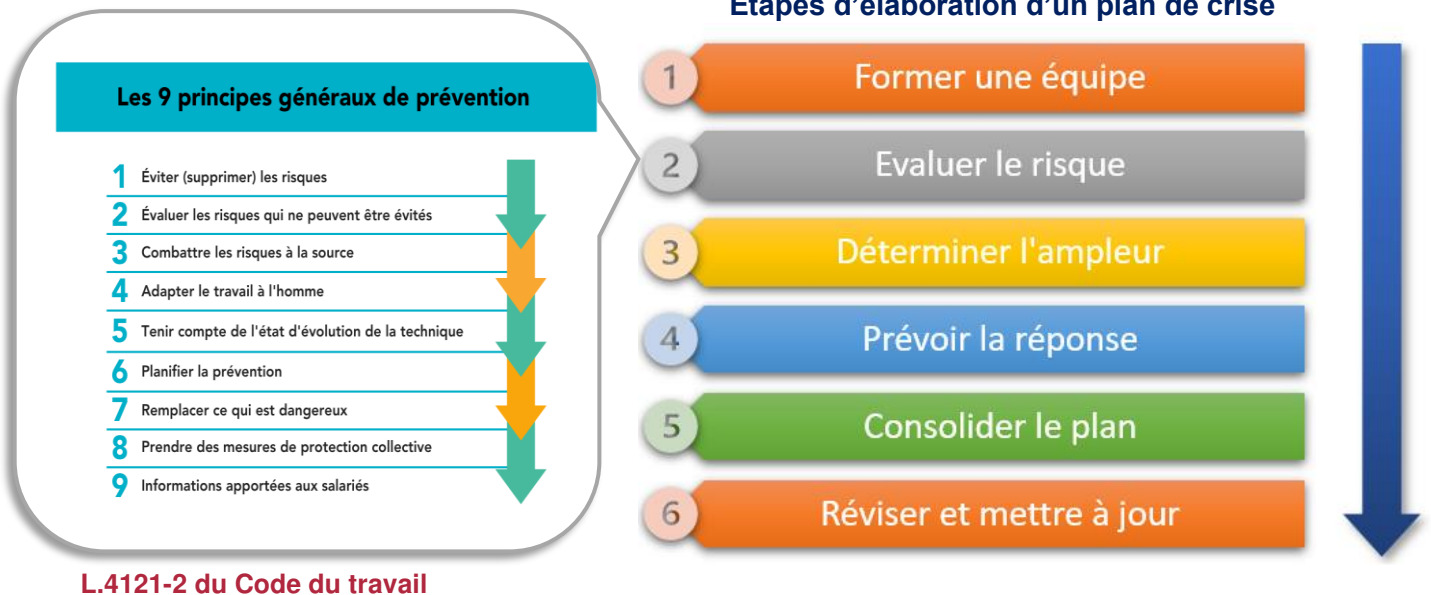 Etapes d'élaboration d'un plan de crise
Les 9 principes généraux de prévention
1 Éviter (supprimer) les risques
2 Évaluer les risques qui ne peuvent être évités
3 Combattre les risques à la source
4 Adapter le travail à l'homme
5 Tenir compte de l'état d'évolution de la technique
6 Planifier la prévention
7 Remplacer ce qui est dangereux
8 Prendre des mesures de protection collective
9 Informations apportées aux salariés
L.4121-2 du Code du travail
1 Former une équipe
2 Evaluer le risque
3 Déterminer l'ampleur
4 Prévoir la réponse
5 Consolider le plan
6 Réviser et mettre à jour